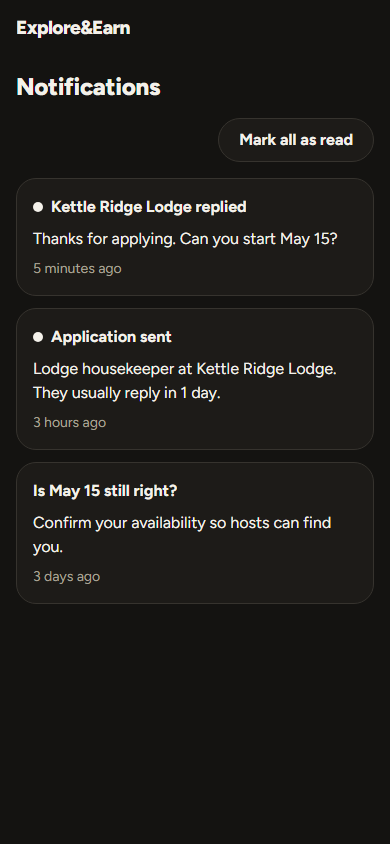 Explore&Earn
Notifications
Mark all as read
Kettle Ridge Lodge replied
Thanks for applying. Can you start May 15?
5 minutes ago
Application sent
Lodge housekeeper at Kettle Ridge Lodge.
They usually reply in 1 day.
3 hours ago
Is May 15 still right?
Confirm your availability so hosts can find
you.
3 days ago